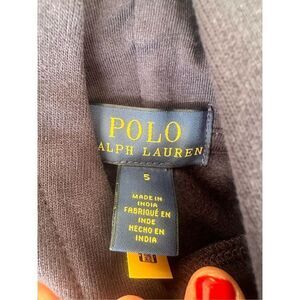 POLO
RALPH LAUREN
5
MADE IN
INDIA
FABRIQUÉ EN
INDE
HECHO EN
INDIA